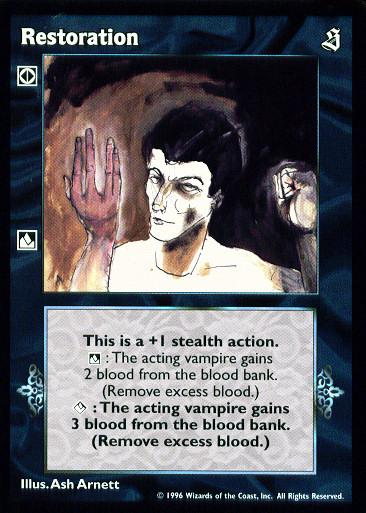 Restoration
This is a +1 stealth action.
: The acting vampire gains
2 blood from the blood bank.
(Remove excess blood.)
: The acting vampire gains
3 blood from the blood bank.
(Remove excess blood.)
Illus. Ash Arnett
© 1996 Wizards of the Coast, Inc. All Rights Reserved.